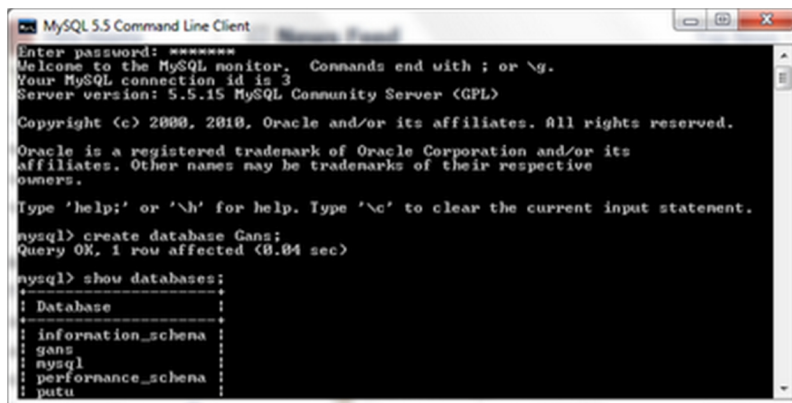 MySQL 5.5 Command Line Client
News Feed
Enter password: *******
Welcome to the MySQL monitor.  Commands end with ; or \g.
Your MySQL connection id is 3
Server version: 5.5.15 MySQL Community Server (GPL)
Copyright (c) 2000, 2010, Oracle and/or its affiliates. All rights reserved.
Oracle is a registered trademark of Oracle Corporation and/or its
affiliates. Other names may be trademarks of their respective
owners.
Type 'help;' or '\h' for help. Type '\c' to clear the current input statement.
mysql> create database Gans;
Query OK, 1 row affected (0.04 sec)
mysql> show databases;
+--------------------+
| Database           |
+--------------------+
| information_schema |
| gans               |
| mysql              |
| performance_schema |
| putu               |